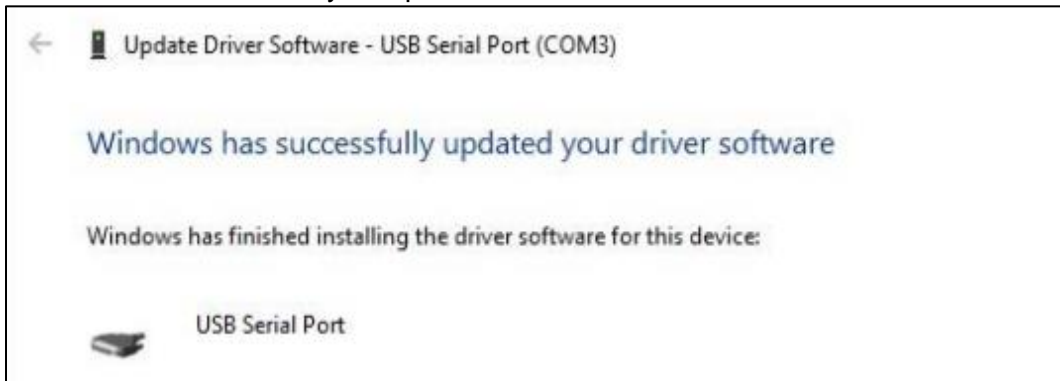 Update Driver Software - USB Serial Port (COM3)
Windows has successfully updated your driver software
Windows has finished installing the driver software for this device:
USB Serial Port